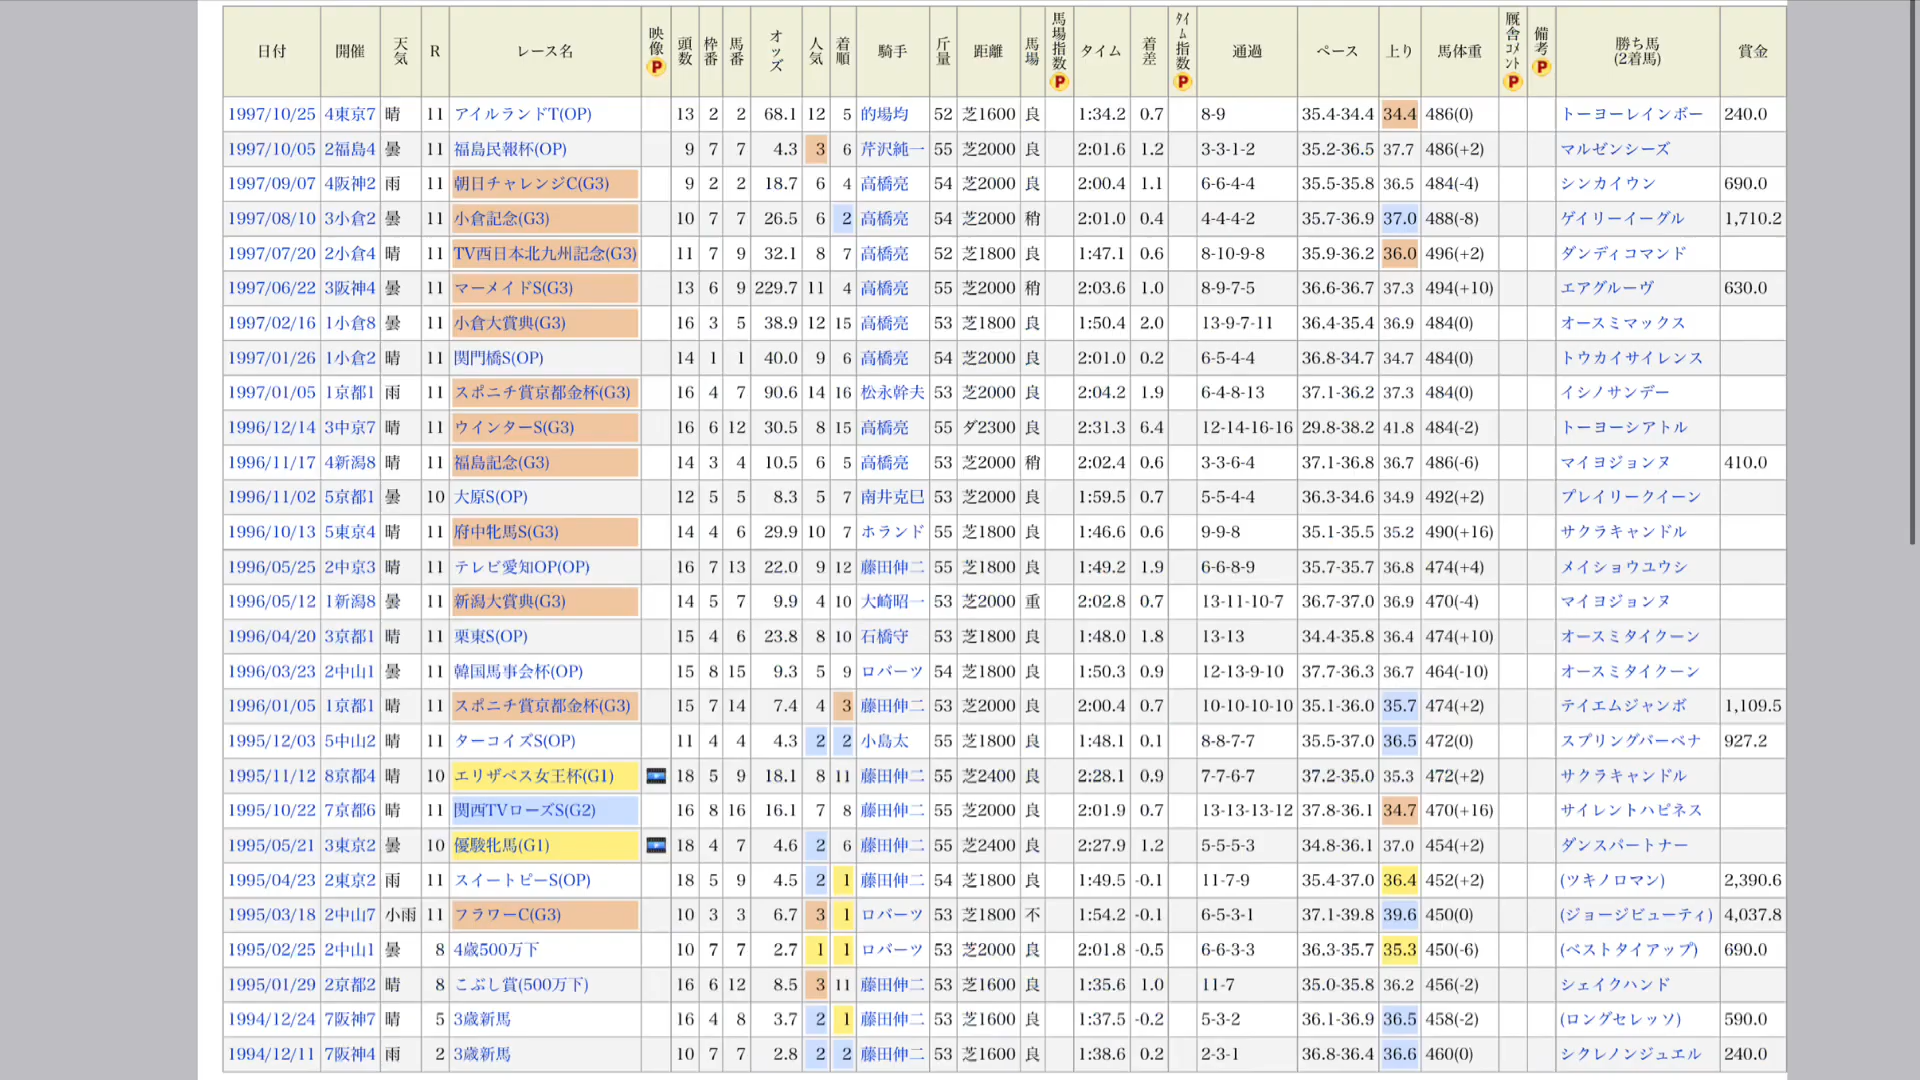 日付 開催 天気 R レース名 映像 P 頭数 枠番 馬番 オッズ 人気 着順 騎手 斤量 距離 馬場 馬場指数 P タイム 着差 ﾀｲﾑ指数 P 通過 ペース 上り 馬体重 厩舎ｺﾒﾝﾄ P 備考 P 勝ち馬 (2着馬) 賞金
1997/10/25 4東京7 晴 11 アイルランドT(OP) 13 2 2 68.1 12 5 的場均 52 芝1600 良 1:34.2 0.7 8-9 35.4-34.4 34.4 486(0) トーヨーレインボー 240.0
1997/10/05 2福島4 曇 11 福島民報杯(OP) 9 7 7 4.3 3 6 芹沢純一 55 芝2000 良 2:01.6 1.2 3-3-1-2 35.2-36.5 37.7 486(+2) マルゼンシーズ
1997/09/07 4阪神2 雨 11 朝日チャレンジC(G3) 9 2 2 18.7 6 4 高橋亮 54 芝2000 良 2:00.4 1.1 6-6-4-4 35.5-35.8 36.5 484(-4) シンカイウン 690.0
1997/08/10 3小倉2 曇 11 小倉記念(G3) 10 7 7 26.5 6 2 高橋亮 54 芝2000 稍 2:01.0 0.4 4-4-4-2 35.7-36.9 37.0 488(-8) ゲイリーイーグル 1,710.2
1997/07/20 2小倉4 晴 11 TV西日本北九州記念(G3) 11 7 9 32.1 8 7 高橋亮 52 芝1800 良 1:47.1 0.6 8-10-9-8 35.9-36.2 36.0 496(+2) ダンディコマンド
1997/06/22 3阪神4 曇 11 マーメイドS(G3) 13 6 9 229.7 11 4 高橋亮 55 芝2000 稍 2:03.6 1.0 8-9-7-5 36.6-36.7 37.3 494(+10) エアグルーヴ 630.0
1997/02/16 1小倉8 曇 11 小倉大賞典(G3) 16 3 5 38.9 12 15 高橋亮 53 芝1800 良 1:50.4 2.0 13-9-7-11 36.4-35.4 36.9 484(0) オースミマックス
1997/01/26 1小倉2 晴 11 関門橋S(OP) 14 1 1 40.0 9 6 高橋亮 54 芝2000 良 2:01.0 0.2 6-5-4-4 36.8-34.7 34.7 484(0) トウカイサイレンス
1997/01/05 1京都1 雨 11 スポニチ賞京都金杯(G3) 16 4 7 90.6 14 16 松永幹夫 53 芝2000 良 2:04.2 1.9 6-4-8-13 37.1-36.2 37.3 484(0) イシノサンデー
1996/12/14 3中京7 晴 11 ウインターS(G3) 16 6 12 30.5 8 15 高橋亮 55 ダ2300 良 2:31.3 6.4 12-14-16-16 29.8-38.2 41.8 484(-2) トーヨーシアトル
1996/11/17 4新潟8 晴 11 福島記念(G3) 14 3 4 10.5 6 5 高橋亮 53 芝2000 稍 2:02.4 0.6 3-3-6-4 37.1-36.8 36.7 486(-6) マイヨジョンヌ 410.0
1996/11/02 5京都1 曇 10 大原S(OP) 12 5 5 8.3 5 7 南井克巳 53 芝2000 良 1:59.5 0.7 5-5-4-4 36.3-34.6 34.9 492(+2) プレイリークイーン
1996/10/13 5東京4 晴 11 府中牝馬S(G3) 14 4 6 29.9 10 7 ホランド 55 芝1800 良 1:46.6 0.6 9-9-8 35.1-35.5 35.2 490(+16) サクラキャンドル
1996/05/25 2中京3 晴 11 テレビ愛知OP(OP) 16 7 13 22.0 9 12 藤田伸二 55 芝1800 良 1:49.2 1.9 6-6-8-9 35.7-35.7 36.8 474(+4) メイショウユウシ
1996/05/12 1新潟8 曇 11 新潟大賞典(G3) 14 5 7 9.9 4 10 大崎昭一 53 芝2000 重 2:02.8 0.7 13-11-10-7 36.7-37.0 36.9 470(-4) マイヨジョンヌ
1996/04/20 3京都1 晴 11 栗東S(OP) 15 4 6 23.8 8 10 石橋守 53 芝1800 良 1:48.0 1.8 13-13 34.4-35.8 36.4 474(+10) オースミタイクーン
1996/03/23 2中山1 曇 11 韓国馬事会杯(OP) 15 8 15 9.3 5 9 ロバーツ 54 芝1800 良 1:50.3 0.9 12-13-9-10 37.7-36.3 36.7 464(-10) オースミタイクーン
1996/01/05 1京都1 晴 11 スポニチ賞京都金杯(G3) 15 7 14 7.4 4 3 藤田伸二 53 芝2000 良 2:00.4 0.7 10-10-10-10 35.1-36.0 35.7 474(+2) テイエムジャンボ 1,109.5
1995/12/03 5中山2 晴 11 ターコイズS(OP) 11 4 4 4.3 2 2 小島太 55 芝1800 良 1:48.1 0.1 8-8-7-7 35.5-37.0 36.5 472(0) スプリングバーベナ 927.2
1995/11/12 8京都4 晴 10 エリザベス女王杯(G1) 18 5 9 18.1 8 11 藤田伸二 55 芝2400 良 2:28.1 0.9 7-7-6-7 37.2-35.0 35.3 472(+2) サクラキャンドル
1995/10/22 7京都6 晴 11 関西TVローズS(G2) 16 8 16 16.1 7 8 藤田伸二 55 芝2000 良 2:01.9 0.7 13-13-13-12 37.8-36.1 34.7 470(+16) サイレントハピネス
1995/05/21 3東京2 曇 10 優駿牝馬(G1) 18 4 7 4.6 2 6 藤田伸二 55 芝2400 良 2:27.9 1.2 5-5-5-3 34.8-36.1 37.0 454(+2) ダンスパートナー
1995/04/23 2東京2 雨 11 スイートピーS(OP) 18 5 9 4.5 2 1 藤田伸二 54 芝1800 良 1:49.5 -0.1 11-7-9 35.4-37.0 36.4 452(+2) (ツキノロマン) 2,390.6
1995/03/18 2中山7 小雨 11 フラワーC(G3) 10 3 3 6.7 3 1 ロバーツ 53 芝1800 不 1:54.2 -0.1 6-5-3-1 37.1-39.8 39.6 450(0) (ジョージビューティ) 4,037.8
1995/02/25 2中山1 曇 8 4歳500万下 10 7 7 2.7 1 1 ロバーツ 53 芝2000 良 2:01.8 -0.5 6-6-3-3 36.3-35.7 35.3 450(-6) (ベストタイアップ) 690.0
1995/01/29 2京都2 晴 8 こぶし賞(500万下) 16 6 12 8.5 3 11 藤田伸二 53 芝1600 良 1:35.6 1.0 11-7 35.0-35.8 36.2 456(-2) シェイクハンド
1994/12/24 7阪神7 晴 5 3歳新馬 16 4 8 3.7 2 1 藤田伸二 53 芝1600 良 1:37.5 -0.2 5-3-2 36.1-36.9 36.5 458(-2) (ロングセレッソ) 590.0
1994/12/11 7阪神4 雨 2 3歳新馬 10 7 7 2.8 2 2 藤田伸二 53 芝1600 良 1:38.6 0.2 2-3-1 36.8-36.4 36.6 460(0) シクレノンジュエル 240.0